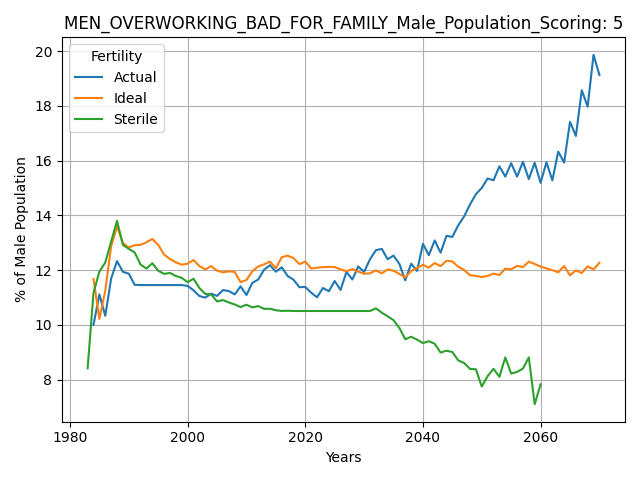 MEN_OVERWORKING_BAD_FOR_FAMILY_Male_Population_Scoring: 5
Fertility
Actual
Ideal
Sterile
% of Male Population
20
18
16
14
12
10
8
1980
2000
2020
2040
2060
Years